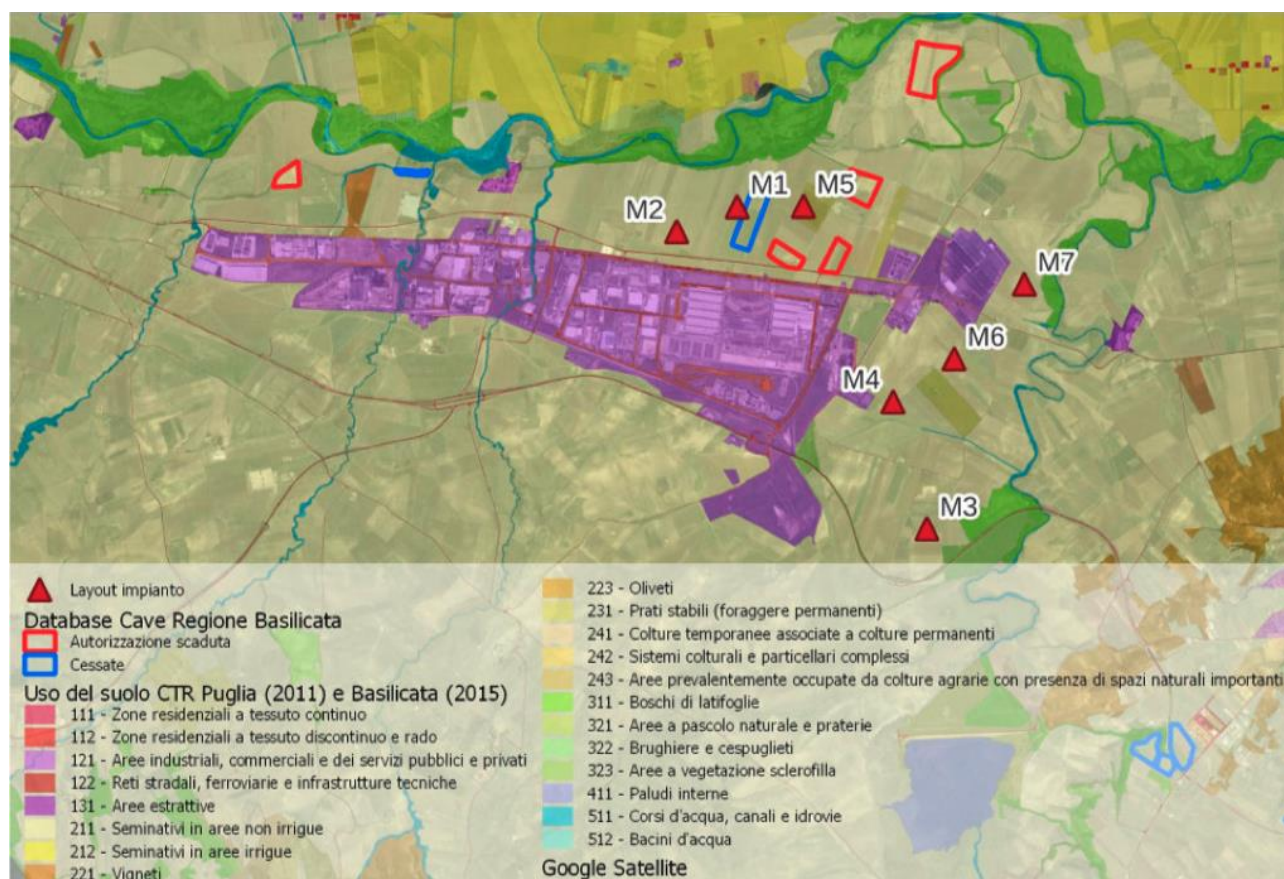 M1
M5
M2
M7
M6
M4
M3
Layout impianto
Database Cave Regione Basilicata
Autorizzazione scaduta
Cessate
Uso del suolo CTR Puglia (2011) e Basilicata (2015)
111 - Zone residenziali a tessuto continuo
112 - Zone residenziali a tessuto discontinuo e rado
121 - Aree industriali, commerciali e dei servizi pubblici e privati
122 - Reti stradali, ferroviarie e infrastrutture tecniche
131 - Aree estrattive
211 - Seminativi in aree non irrigue
212 - Seminativi in aree irrigue
221 - Vigneti
223 - Oliveti
231 - Prati stabili (foraggere permanenti)
241 - Colture temporanee associate a colture permanenti
242 - Sistemi colturali e particellari complessi
243 - Aree prevalentemente occupate da colture agrarie con presenza di spazi naturali importanti
311 - Boschi di latifoglie
321 - Aree a pascolo naturale e praterie
322 - Brughiere e cespuglieti
323 - Aree a vegetazione sclerofilla
411 - Paludi interne
511 - Corsi d'acqua, canali e idrovie
512 - Bacini d'acqua
Google Satellite